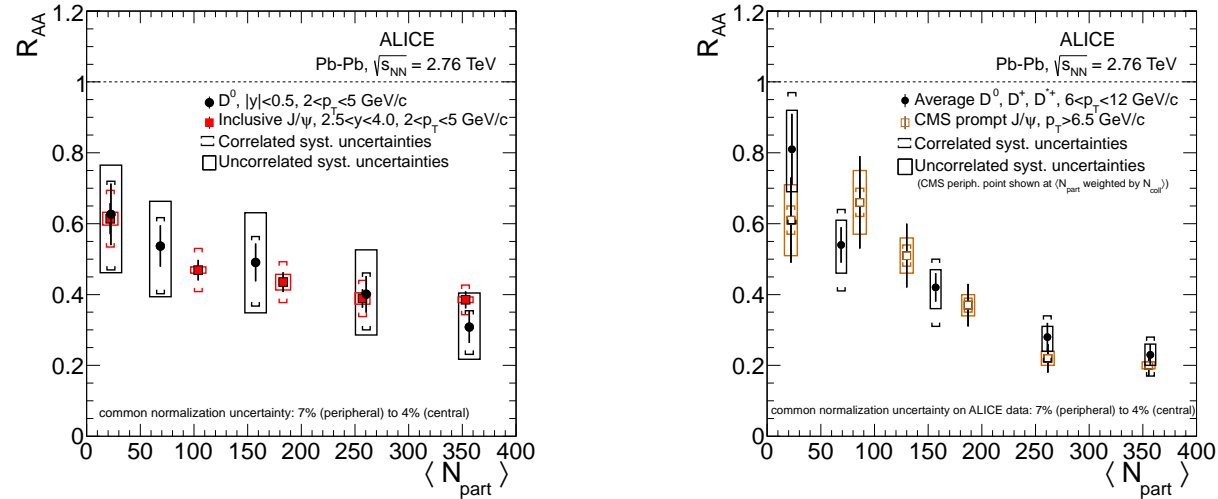 R_AA
1.2
1
0.8
0.6
0.4
0.2
0
ALICE
Pb-Pb, √s_NN = 2.76 TeV
D^0, |y|<0.5, 2<p_T<5 GeV/c
Inclusive J/ψ, 2.5<y<4.0, 2<p_T<5 GeV/c
Correlated syst. uncertainties
Uncorrelated syst. uncertainties
common normalization uncertainty: 7% (peripheral) to 4% (central)
0 50 100 150 200 250 300 350 400
⟨ N_part ⟩
R_AA
1.2
1
0.8
0.6
0.4
0.2
0
ALICE
Pb-Pb, √s_NN = 2.76 TeV
Average D^0, D^+, D^*+, 6<p_T<12 GeV/c
CMS prompt J/ψ, p_T>6.5 GeV/c
Correlated syst. uncertainties
Uncorrelated syst. uncertainties
(CMS periph. point shown at ⟨N_part weighted by N_coll⟩)
common normalization uncertainty on ALICE data: 7% (peripheral) to 4% (central)
0 50 100 150 200 250 300 350 400
⟨ N_part ⟩